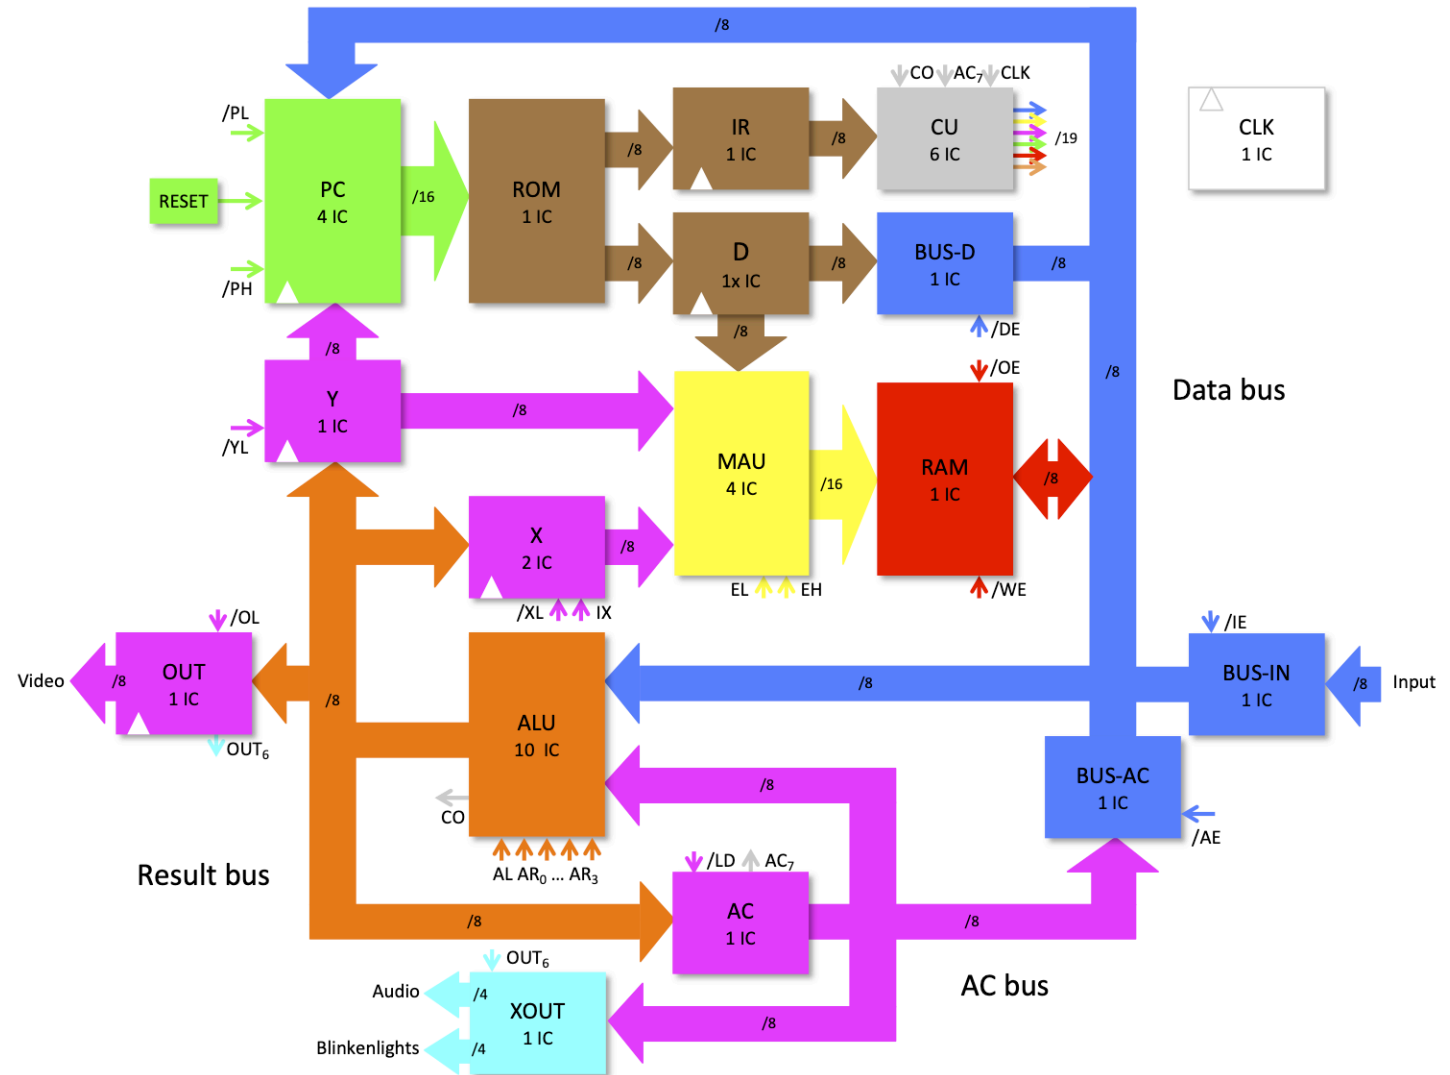 /8
CO AC7 CLK
/PL
PC
4 IC
/16
ROM
1 IC
/8
IR
1 IC
/8
CU
6 IC
/19
CLK
1 IC
RESET
/PH
/8
D
1x IC
/8
BUS-D
1 IC
/8
/DE
/8
/8
Y
1 IC
/YL
/8
/OE
/8
Data bus
MAU
4 IC
/16
RAM
1 IC
/8
X
2 IC
/8
EL EH
/WE
/XL IX
/OL
/IE
Video
/8
OUT
1 IC
/8
/8
BUS-IN
1 IC
/8
Input
OUT6
ALU
10 IC
/8
BUS-AC
1 IC
CO
/AE
AL AR0 ... AR3
/LD AC7
Result bus
/8
AC
1 IC
/8
OUT6
AC bus
Audio
/4
XOUT
1 IC
/8
Blinkenlights
/4